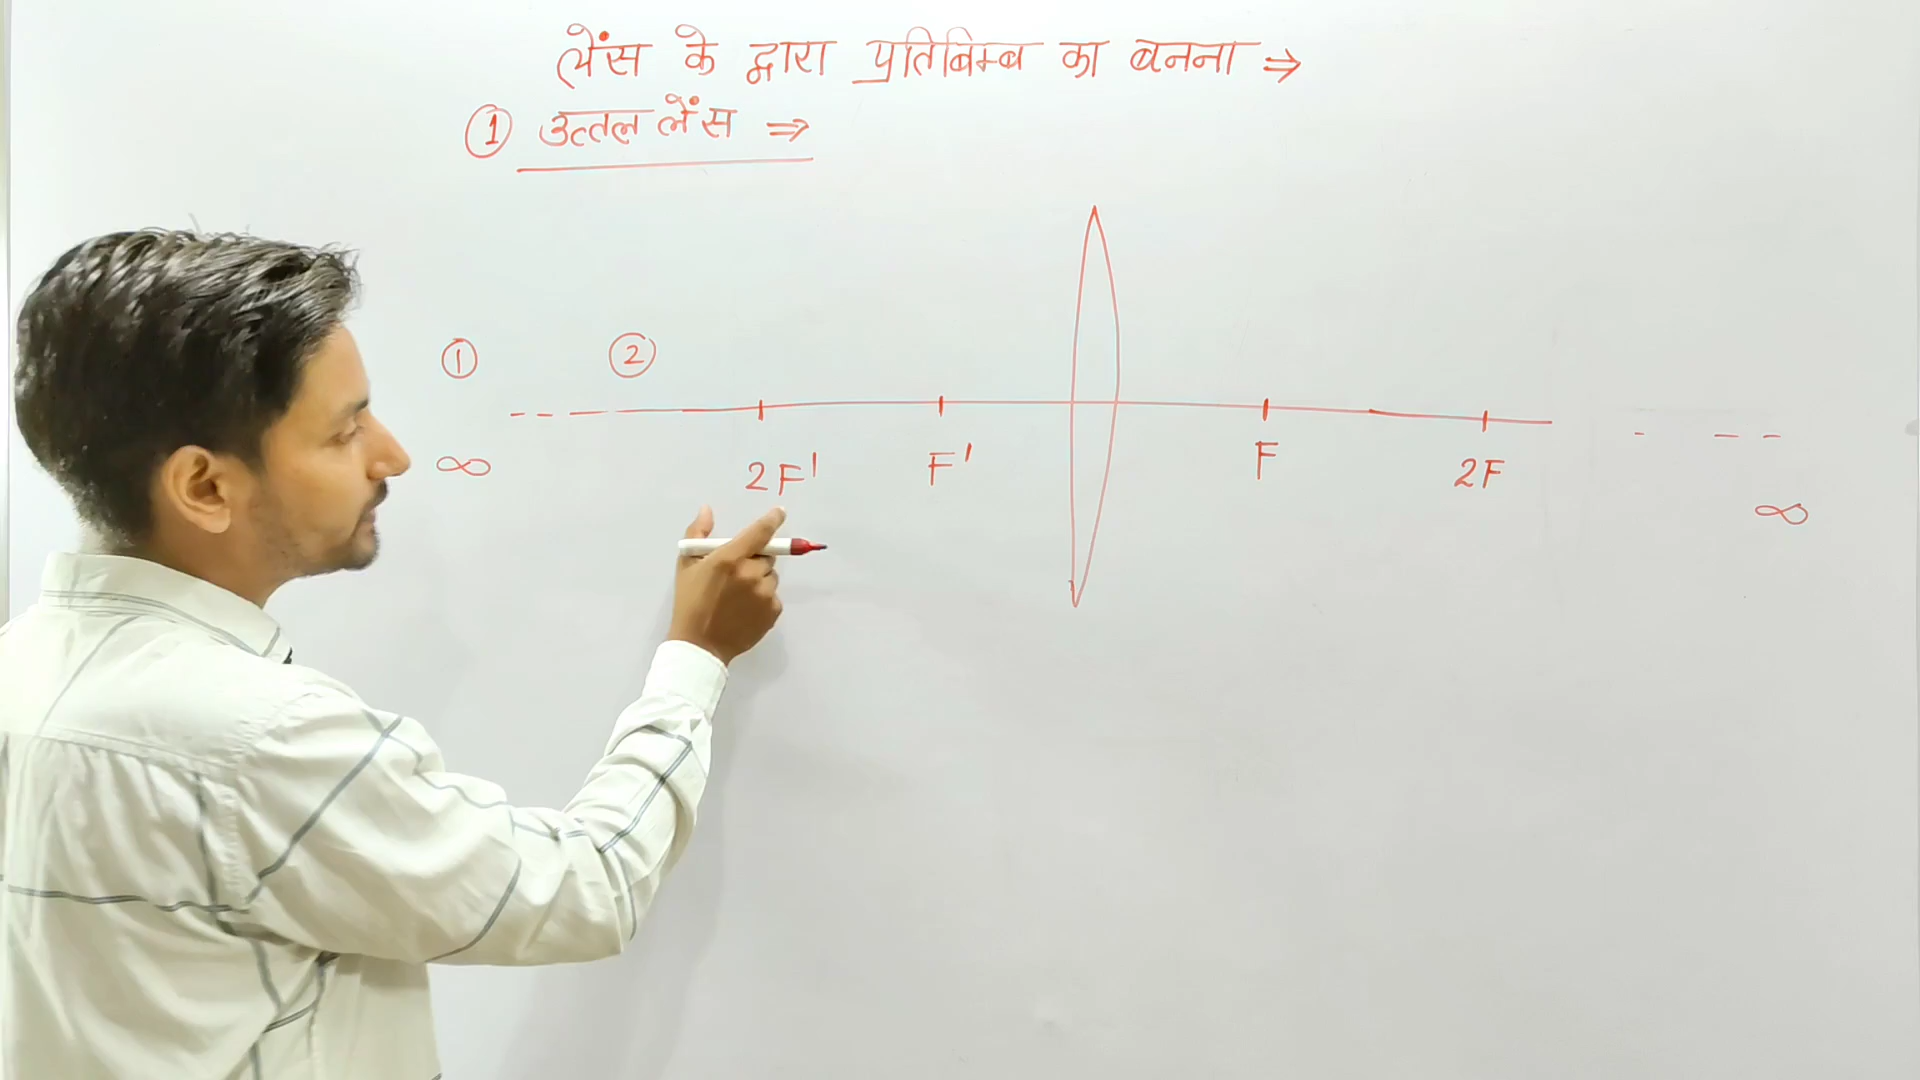 लेंस के द्वारा प्रतिबिम्ब का बनना ⇒
① उत्तल लेंस ⇒
① ②
∞ 2F' F' F 2F ∞